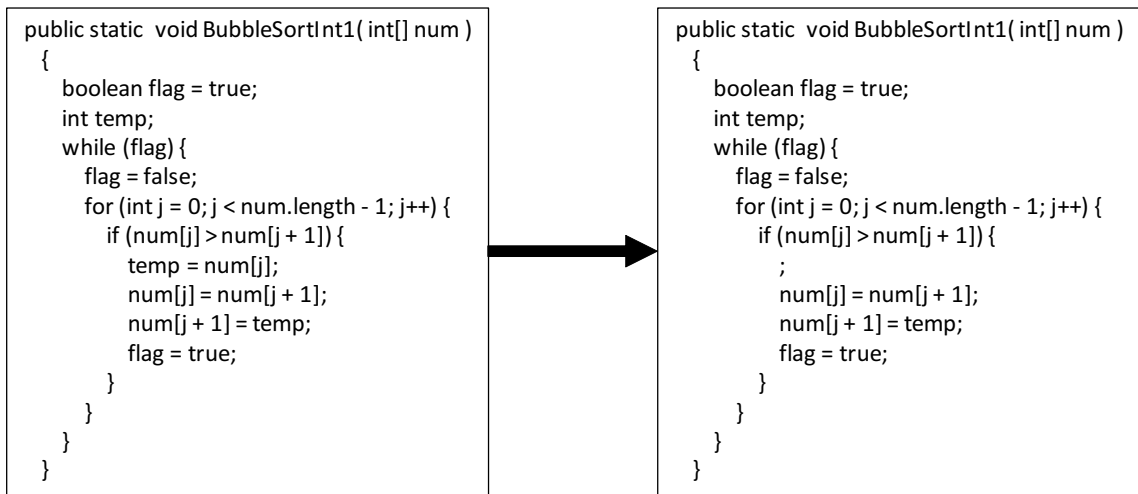 public static void BubbleSortInt1( int[] num )
{
boolean flag = true;
int temp;
while (flag) {
flag = false;
for (int j = 0; j < num.length - 1; j++) {
if (num[j] > num[j + 1]) {
temp = num[j];
num[j] = num[j + 1];
num[j + 1] = temp;
flag = true;
}
}
}
}
public static void BubbleSortInt1( int[] num )
{
boolean flag = true;
int temp;
while (flag) {
flag = false;
for (int j = 0; j < num.length - 1; j++) {
if (num[j] > num[j + 1]) {
;
num[j] = num[j + 1];
num[j + 1] = temp;
flag = true;
}
}
}
}